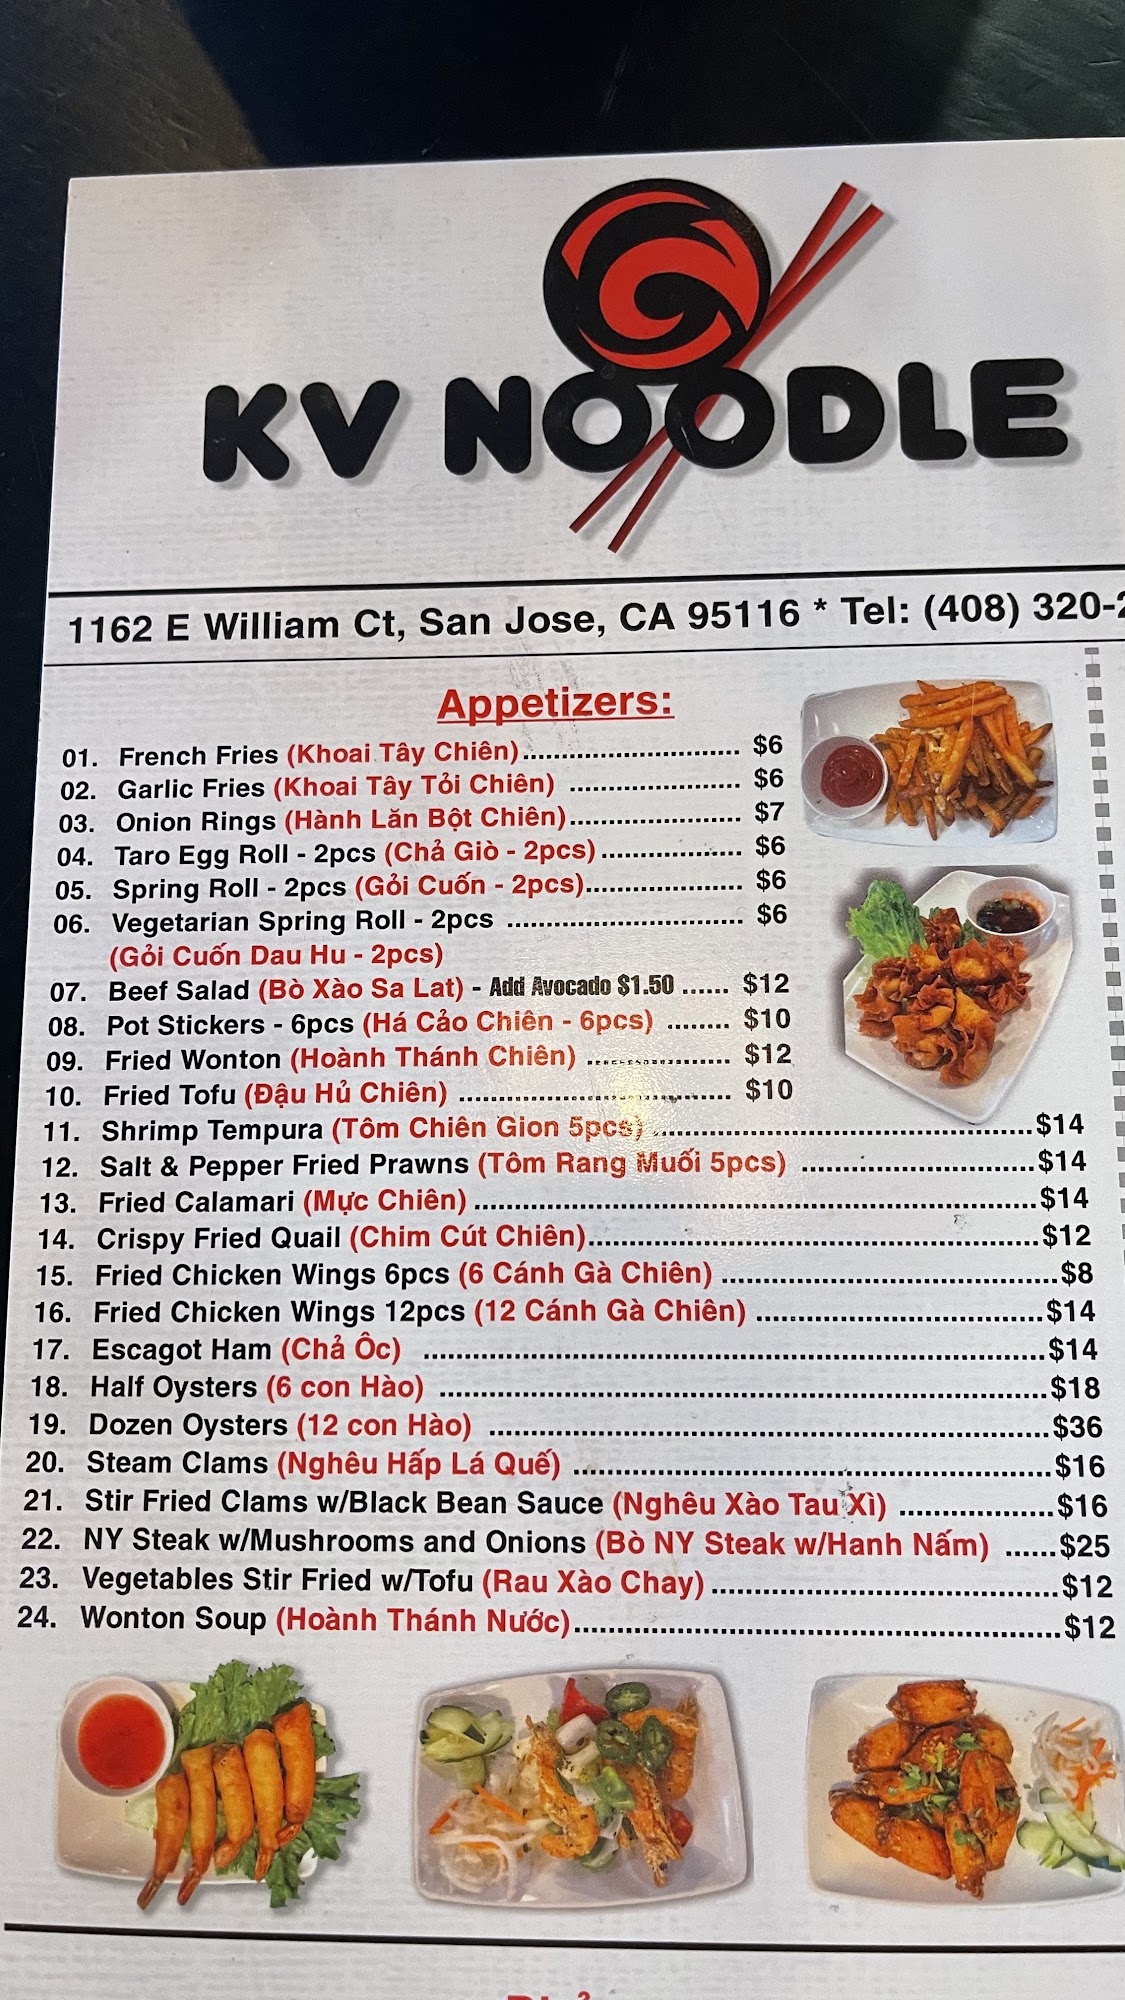 KV NOODLE
1162 E William Ct, San Jose, CA 95116 * Tel: (408) 320-2
Appetizers:
01. French Fries (Khoai Tây Chiên) $6
02. Garlic Fries (Khoai Tây Tỏi Chiên) $6
03. Onion Rings (Hành Lăn Bột Chiên) $7
04. Taro Egg Roll - 2pcs (Chả Giò - 2pcs) $6
05. Spring Roll - 2pcs (Gỏi Cuốn - 2pcs) $6
06. Vegetarian Spring Roll - 2pcs $6
(Gỏi Cuốn Dau Hu - 2pcs)
07. Beef Salad (Bò Xào Sa Lat) - Add Avocado $1.50 $12
08. Pot Stickers - 6pcs (Há Cảo Chiên - 6pcs) $10
09. Fried Wonton (Hoành Thánh Chiên) $12
10. Fried Tofu (Đậu Hủ Chiên) $10
11. Shrimp Tempura (Tôm Chiên Gion 5pcs) $14
12. Salt & Pepper Fried Prawns (Tôm Rang Muối 5pcs) $14
13. Fried Calamari (Mực Chiên) $14
14. Crispy Fried Quail (Chim Cút Chiên) $12
15. Fried Chicken Wings 6pcs (6 Cánh Gà Chiên) $8
16. Fried Chicken Wings 12pcs (12 Cánh Gà Chiên) $14
17. Escagot Ham (Chả Ôc) $14
18. Half Oysters (6 con Hào) $18
19. Dozen Oysters (12 con Hào) $36
20. Steam Clams (Nghêu Hấp Lá Quế) $16
21. Stir Fried Clams w/Black Bean Sauce (Nghêu Xào Tau Xì) $16
22. NY Steak w/Mushrooms and Onions (Bò NY Steak w/Hanh Nấm) $25
23. Vegetables Stir Fried w/Tofu (Rau Xào Chay) $12
24. Wonton Soup (Hoành Thánh Nước) $12